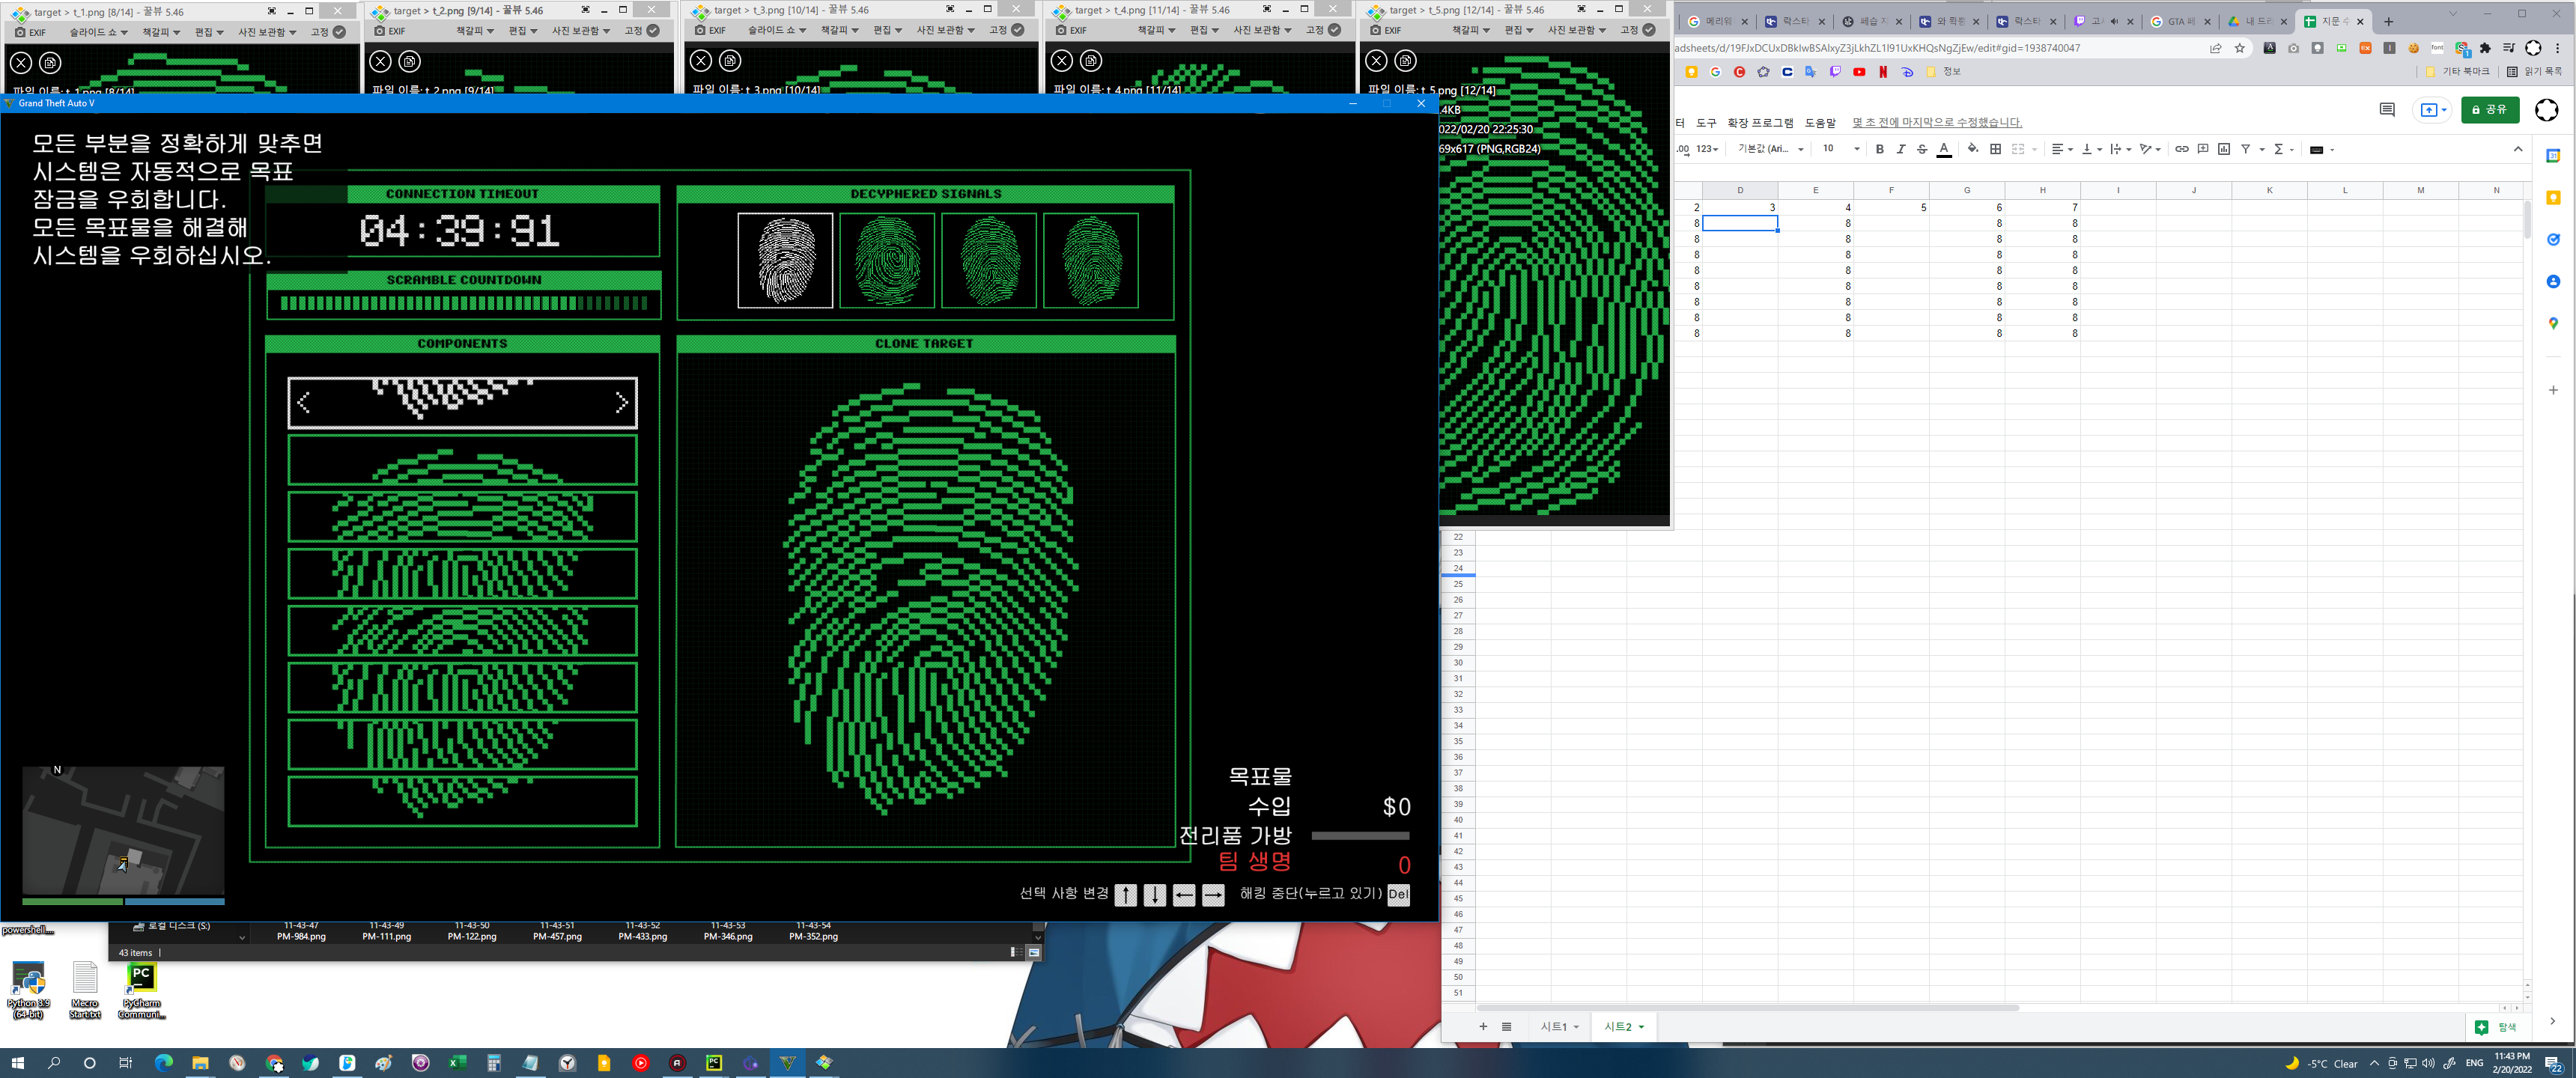 target > t_1.png [8/14] - 꿀뷰 5.46
EXIF 슬라이드 쇼 책갈피 편집 사진 보관함 고정
target > t_2.png [9/14] - 꿀뷰 5.46
EXIF 책갈피 편집 사진 보관함 고정
파일 이름: t_2.png [9/14]
target > t_3.png [10/14] - 꿀뷰 5.46
EXIF 슬라이드 쇼 책갈피 편집 사진 보관함 고정
파일 이름: t_3.png [10/14]
target > t_4.png [11/14] - 꿀뷰 5.46
EXIF 책갈피 편집 사진 보관함 고정
파일 이름: t_4.png [11/14]
target > t_5.png [12/14] - 꿀뷰 5.46
EXIF 책갈피 편집 사진 보관함 고정
파일 이름: t_5.png [12/14]
.4KB
022/02/20 22:25:30
69x617 (PNG,RGB24)
파일 이름: t_1.png [8/14]
Grand Theft Auto V
모든 부분을 정확하게 맞추면
시스템은 자동적으로 목표
잠금을 우회합니다.
모든 목표물을 해결해
시스템을 우회하십시오.
CONNECTION TIMEOUT
04:39:91
SCRAMBLE COUNTDOWN
DECYPHERED SIGNALS
COMPONENTS
CLONE TARGET
N
목표물
수입 $0
전리품 가방
팀 생명 0
선택 사항 변경 ↑ ↓ ← → 해킹 중단(누르고 있기) Del
메리워
락스타
페습 지
와 확률
락스타
고
GTA 페
내 드라
지문 수
adsheets/d/19FJxDCUxDBkIwBSAlxyZ3jLkhZL1l91UxKHQsNgZjEw/edit#gid=1938740047
정보
기타 북마크
읽기 목록
터 도구 확장 프로그램 도움말 몇 초 전에 마지막으로 수정했습니다.
공유
.00 123 기본값 (Ari... 10 B I S A
D E F G H I J K L M N
2 3 4 5 6 7
8 8 8 8
8 8 8 8
8 8 8 8
8 8 8 8
8 8 8 8
8 8 8 8
8 8 8 8
8 8 8 8
22
23
24
25
26
27
28
29
30
31
32
33
34
35
36
37
38
39
40
41
42
43
44
45
46
47
48
49
50
51
시트1 시트2
탐색
powershell....
로컬 디스크 (S:)
11-43-47 PM-984.png
11-43-49 PM-111.png
11-43-50 PM-122.png
11-43-51 PM-457.png
11-43-52 PM-433.png
11-43-53 PM-346.png
11-43-54 PM-352.png
43 items
Python 3.9 (64-bit)
Mecro Start.txt
PyCharm Communi...
-5°C Clear
ENG
11:43 PM
2/20/2022
22